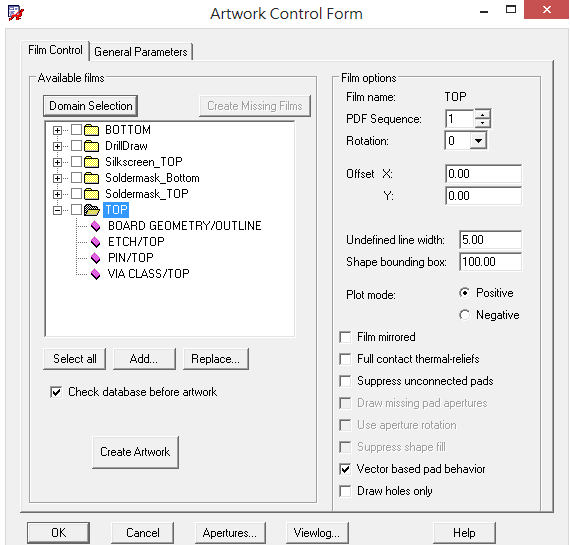 Artwork Control Form
Film Control
General Parameters
Available films
Domain Selection
Create Missing Films
BOTTOM
DrillDraw
Silkscreen_TOP
Soldermask_Bottom
Soldermask_TOP
TOP
BOARD GEOMETRY/OUTLINE
ETCH/TOP
PIN/TOP
VIA CLASS/TOP
Select all
Add...
Replace...
Check database before artwork
Create Artwork
Film options
Film name: TOP
PDF Sequence: 1
Rotation: 0
Offset X: 0.00
Y: 0.00
Undefined line width: 5.00
Shape bounding box: 100.00
Plot mode: Positive
Negative
Film mirrored
Full contact thermal-reliefs
Suppress unconnected pads
Draw missing pad apertures
Use aperture rotation
Suppress shape fill
Vector based pad behavior
Draw holes only
OK
Cancel
Apertures...
Viewlog...
Help